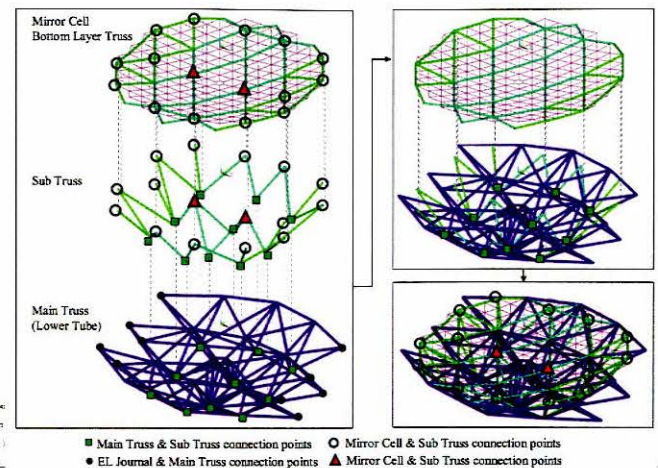 Mirror Cell
Bottom Layer Truss
Sub Truss
Main Truss
(Lower Tube)
Main Truss & Sub Truss connection points
Mirror Cell & Sub Truss connection points
EL Journal & Main Truss connection points
Mirror Cell & Sub Truss connection points